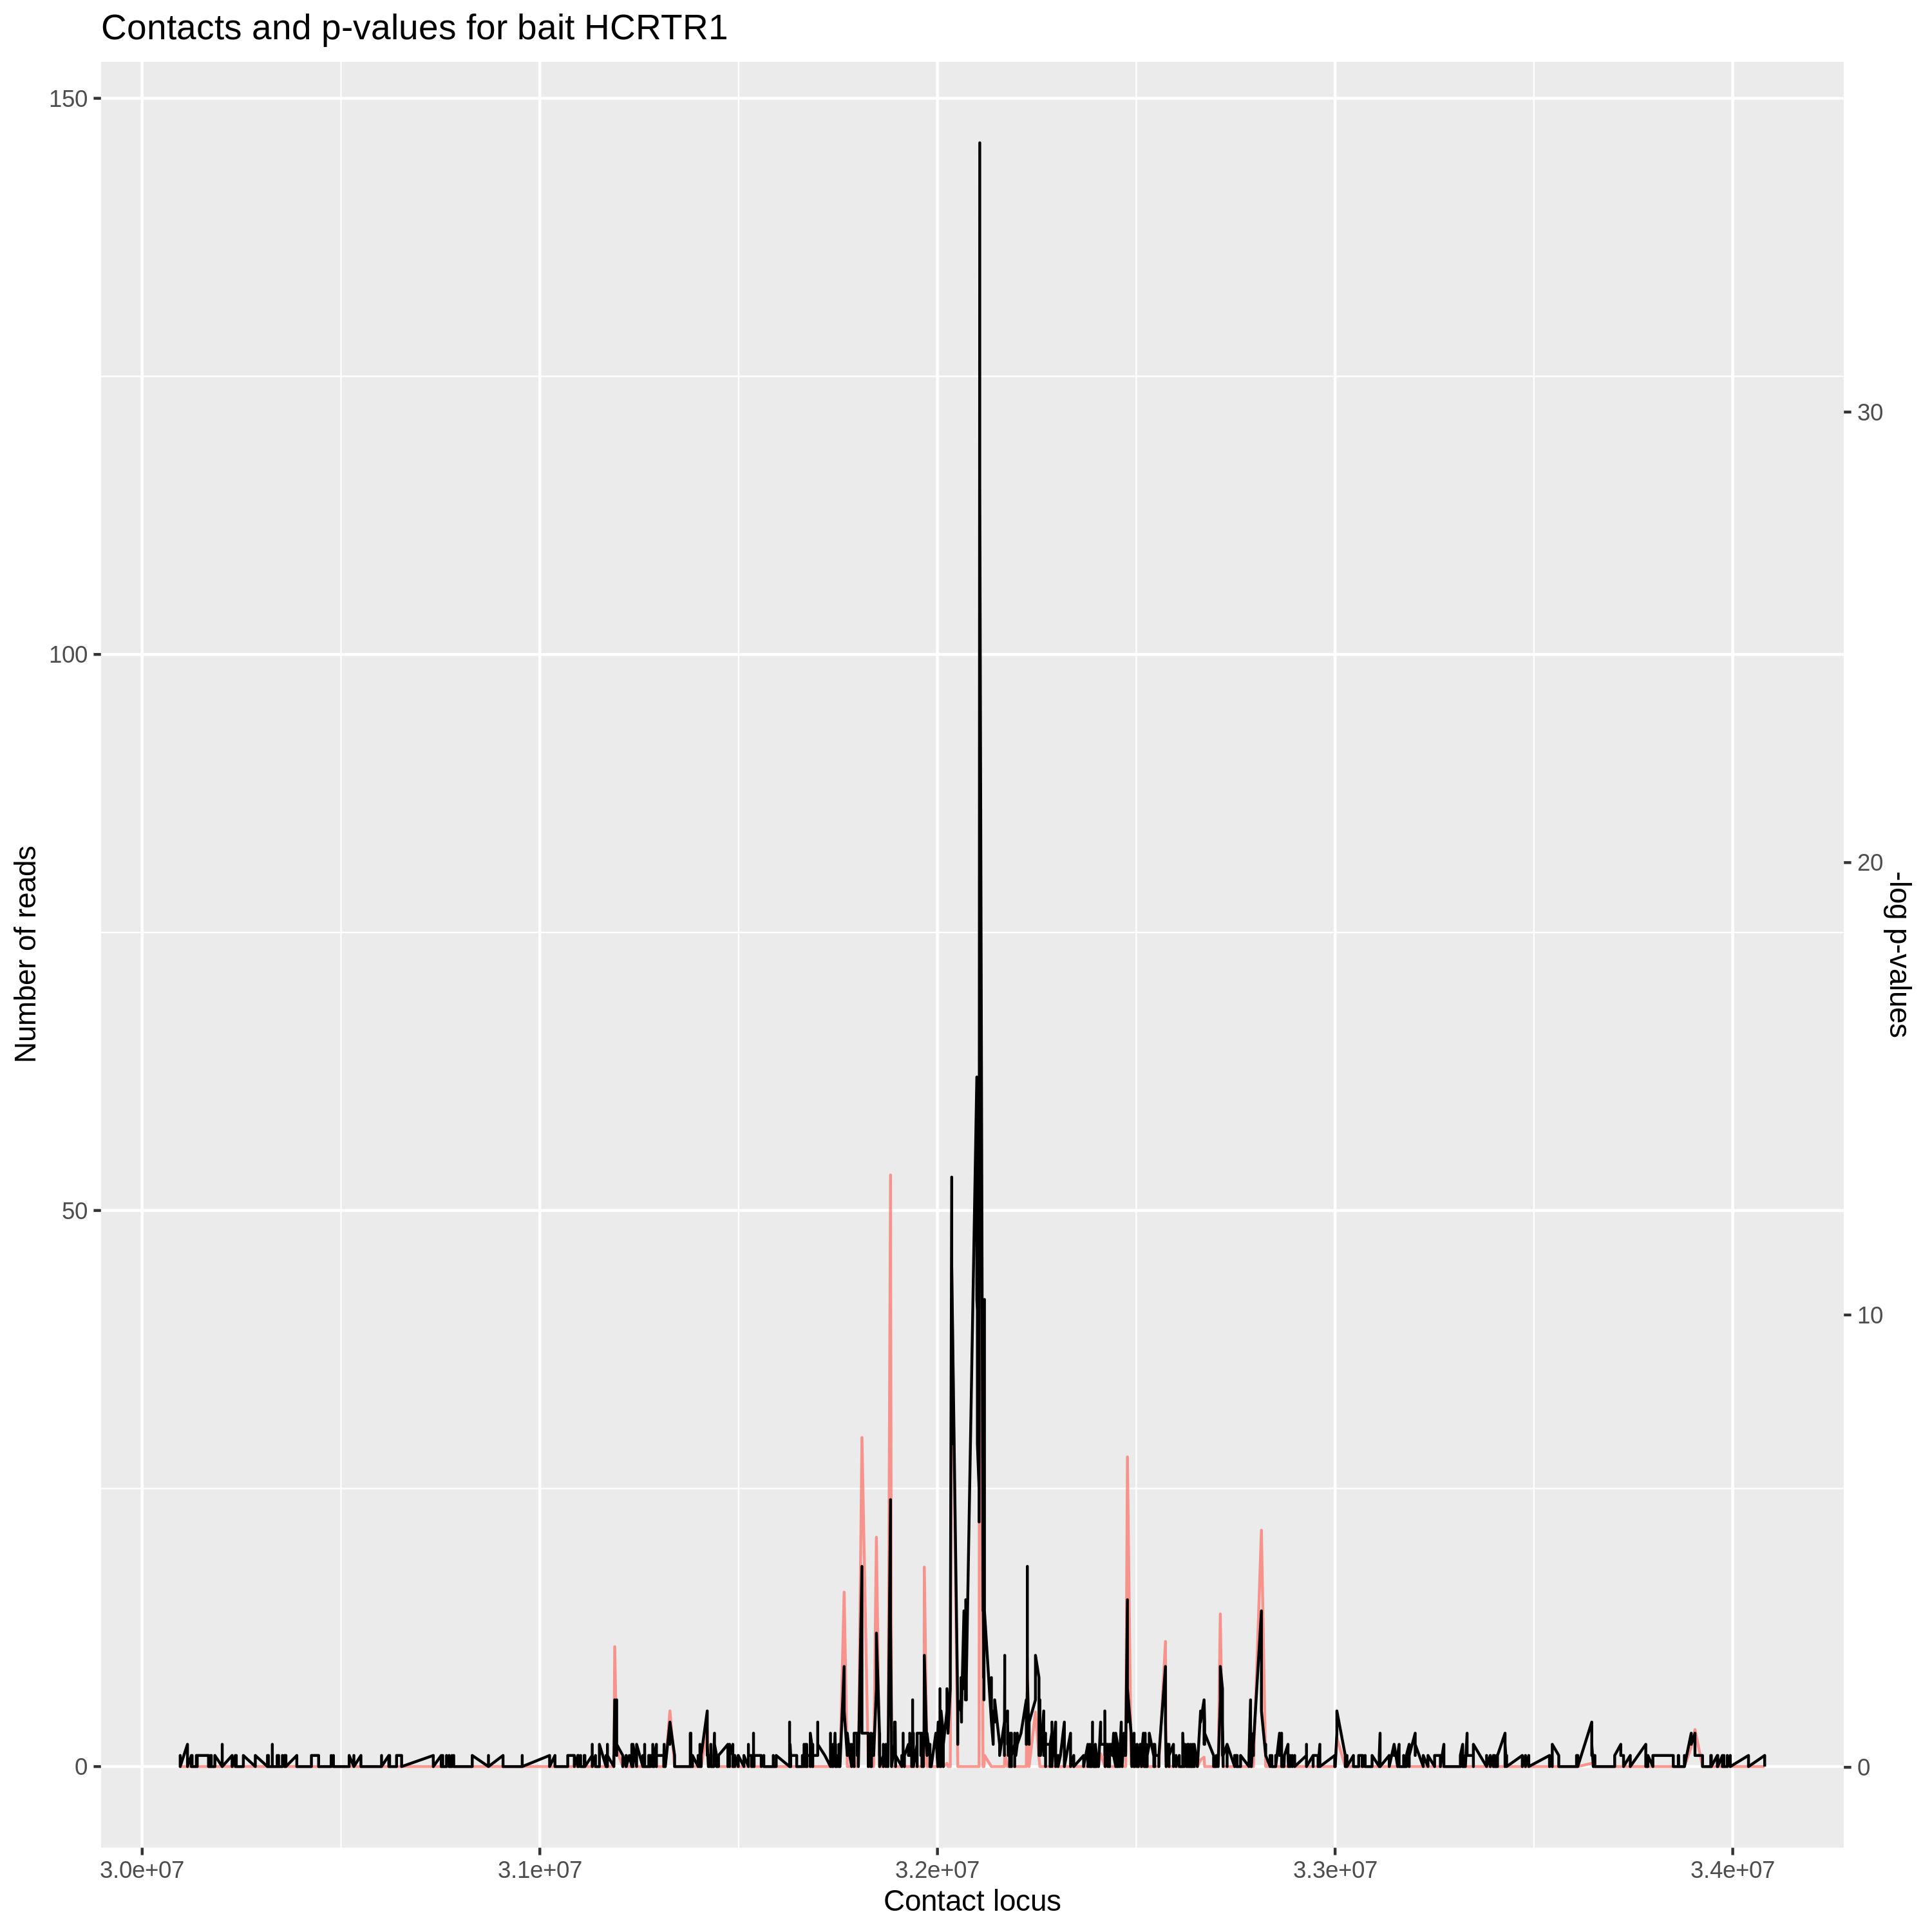 Contacts and p-values for bait HCRTR1
150
100
50
0
Number of reads
30
20
10
0
-log p-values
3.0e+07
3.1e+07
3.2e+07
3.3e+07
3.4e+07
Contact locus